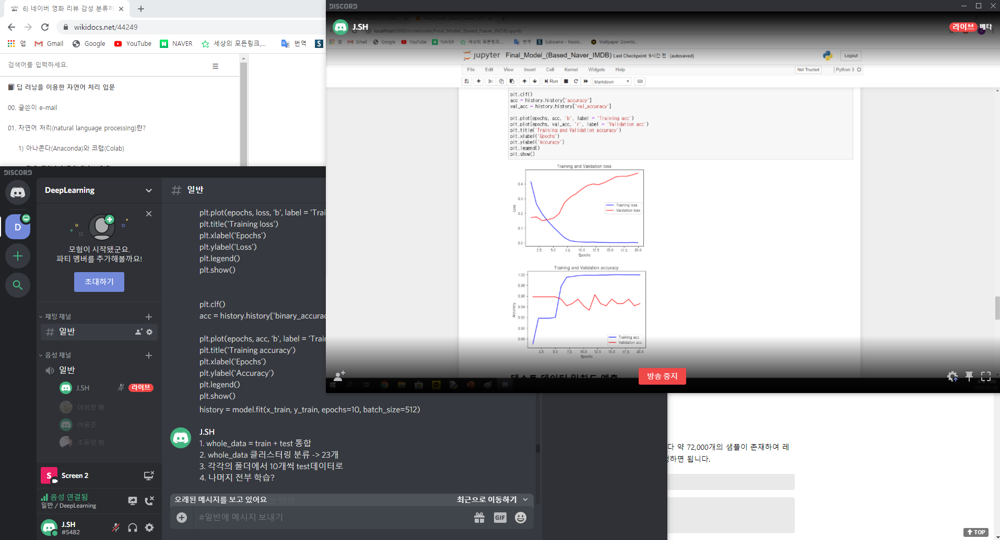 6) 네이버 영화 리뷰 감성 분류하
wikidocs.net/44249
앱 Gmail Google YouTube NAVER 세상의 모든링크,... 번역
검색어를 입력하세요.
딥 러닝을 이용한 자연어 처리 입문
00. 글쓴이 e-mail
01. 자연어 처리(natural language processing)란?
1) 아나콘다(Anaconda)와 코랩(Colab)
DISCORD
J.SH
라이브 베타
localhost:8888/notebooks/Final_Model_(Based_Naver_IMDB).ipynb
앱 Gmail Google YouTube NAVER 세상의 모든링크,... 번역 Subscene - Passio... Wallpaper Downlo...
jupyter Final_Model_(Based_Naver_IMDB) Last Checkpoint: 9시간 전 (autosaved)
Logout
File Edit View Insert Cell Kernel Widgets Help
Not Trusted Python 3
Run Markdown
plt.clf()
acc = history.history['accuracy']
val_acc = history.history['val_accuracy']
plt.plot(epochs, acc, 'b', label = 'Training acc')
plt.plot(epochs, val_acc, 'r', label = 'Validation acc')
plt.title('Training and Validation accuracy')
plt.xlabel('Epochs')
plt.ylabel('Accuracy')
plt.legend()
plt.show()
Training and Validation loss
Loss
0.4
0.3
0.2
0.1
0.0
Training loss
Validation loss
2.5 5.0 7.5 10.0 12.5 15.0 17.5 20.0
Epochs
Training and Validation accuracy
Accuracy
1.00
0.98
0.96
0.94
0.92
0.90
0.88
Training acc
Validation acc
2.5 5.0 7.5 10.0 12.5 15.0 17.5 20.0
Epochs
방송 중지
DISCORD
D
DeepLearning
모험이 시작됐군요.
파티 멤버를 추가해볼까요!
초대하기
채팅 채널
일반
음성 채널
일반
J.SH 라이브
이성찬 형
이용준
조동민 형
S Screen 2
음성 연결됨
일반 / DeepLearning
J.SH
#5482
# 일반
plt.plot(epochs, loss, 'b', label = 'Trai
plt.title('Training loss')
plt.xlabel('Epochs')
plt.ylabel('Loss')
plt.legend()
plt.show()
plt.clf()
acc = history.history['binary_accurac
plt.plot(epochs, acc, 'b', label = 'Train
plt.title('Training accuracy')
plt.xlabel('Epochs')
plt.ylabel('Accuracy')
plt.legend()
plt.show()
history = model.fit(x_train, y_train, epochs=10, batch_size=512)
J.SH
1. whole_data = train + test 통합
2. whole_data 클러스터링 분류 -> 23개
3. 각각의 폴더에서 10개씩 test데이터로
4. 나머지 전부 학습?
오래된 메시지를 보고 있어요
최근으로 이동하기
#일반에 메시지 보내기
GIF
다 약 72,000개의 샘플이 존재하여 레
하면 됩니다.
TOP